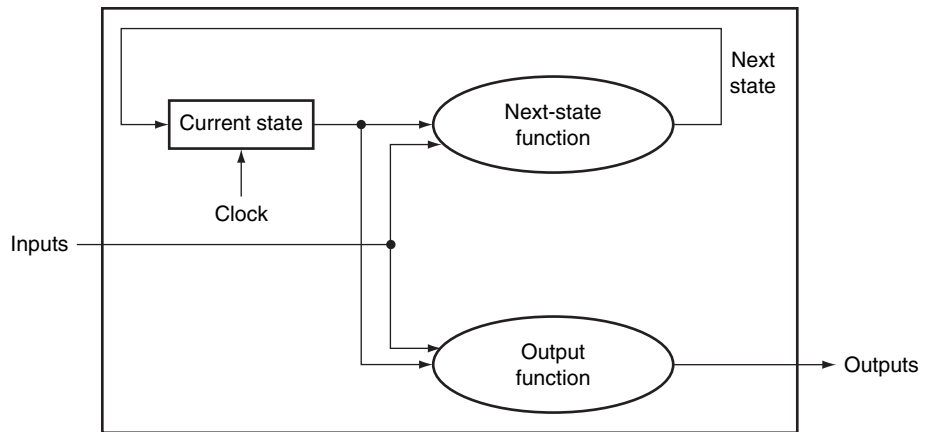 Next
state
Next-state
function
Current state
Clock
Inputs
Output
function
Outputs